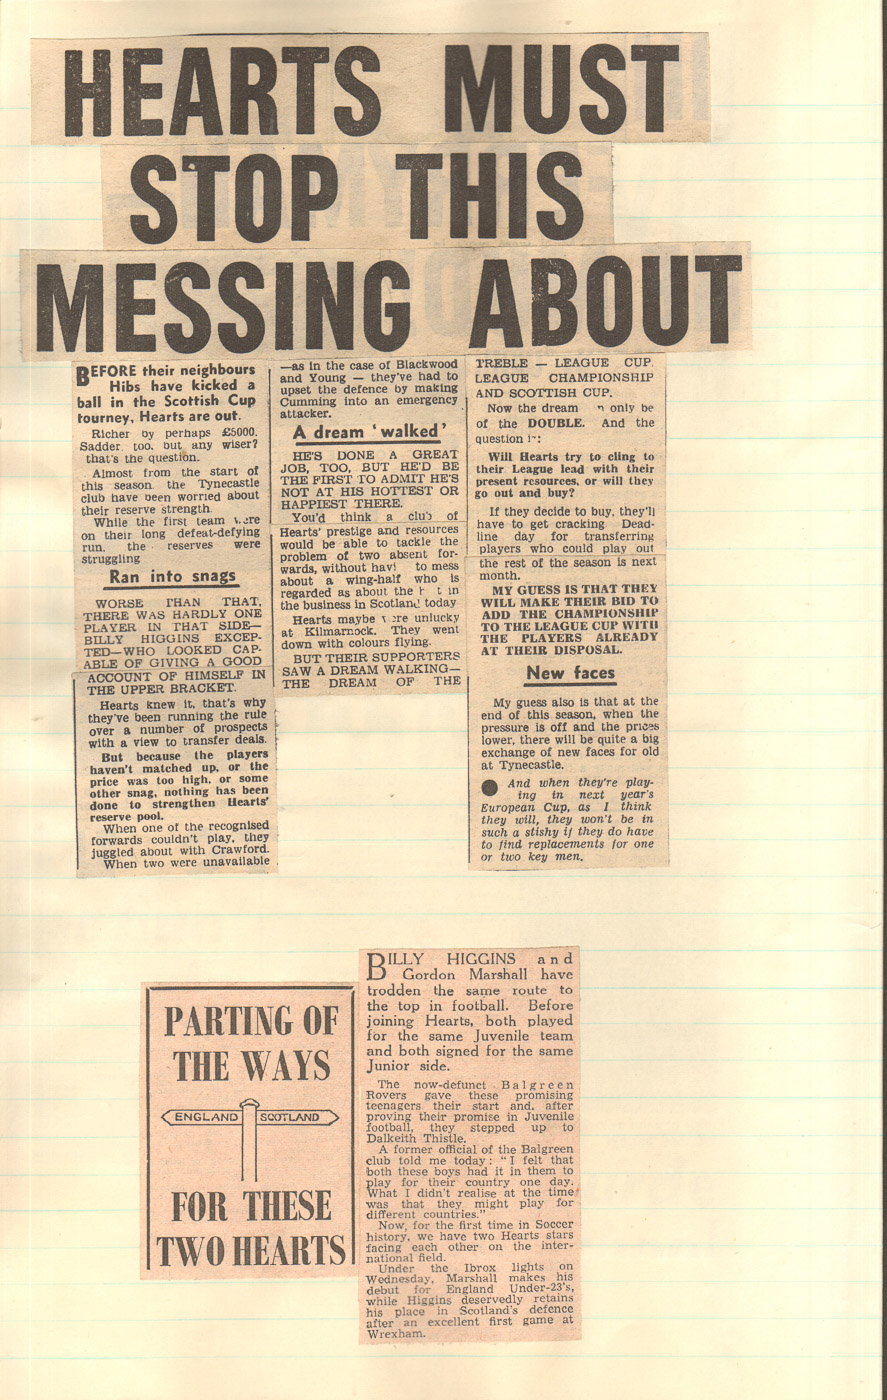 HEARTS MUST
STOP THIS
MESSING ABOUT
BEFORE their neighbours
Hibs have kicked a
ball in the Scottish Cup
tourney, Hearts are out.
Richer by perhaps £5000.
Sadder, too, but any wiser?
that's the question.
Almost from the start of
this season, the Tynecastle
club have been worried about
their reserve strength.
While the first team were
on their long defeat-defying
run, the reserves were
struggling
Ran into snags
WORSE THAN THAT,
THERE WAS HARDLY ONE
PLAYER IN THAT SIDE—
BILLY HIGGINS EXCEP-
TED—WHO LOOKED CAP-
ABLE OF GIVING A GOOD
ACCOUNT OF HIMSELF IN
THE UPPER BRACKET.
Hearts knew it, that's why
they've been running the rule
over a number of prospects
with a view to transfer deals.
But because the players
haven't matched up, or the
price was too high, or some
other snag, nothing has been
done to strengthen Hearts'
reserve pool.
When one of the recognised
forwards couldn't play, they
juggled about with Crawford.
When two were unavailable
—as in the case of Blackwood
and Young — they've had to
upset the defence by making
Cumming into an emergency
attacker.
A dream 'walked'
HE'S DONE A GREAT
JOB, TOO, BUT HE'D BE
THE FIRST TO ADMIT HE'S
NOT AT HIS HOTTEST OR
HAPPIEST THERE.
You'd think a club of
Hearts' prestige and resources
would be able to tackle the
problem of two absent for-
wards, without havi to mess
about a wing-half who is
regarded as about the t in
the business in Scotland today
Hearts maybe were unlucky
at Kilmarnock. They went
down with colours flying.
BUT THEIR SUPPORTERS
SAW A DREAM WALKING—
THE DREAM OF THE
TREBLE — LEAGUE CUP.
LEAGUE CHAMPIONSHIP
AND SCOTTISH CUP.
Now the dream only be
of the DOUBLE. And the
question is:
Will Hearts try to cling to
their League lead with their
present resources, or will they
go out and buy?
If they decide to buy, they'll
have to get cracking Dead-
line day for transferring
players who could play out
the rest of the season is next
month.
MY GUESS IS THAT THEY
WILL MAKE THEIR BID TO
ADD THE CHAMPIONSHIP
TO THE LEAGUE CUP WITH
THE PLAYERS ALREADY
AT THEIR DISPOSAL.
New faces
My guess also is that at the
end of this season, when the
pressure is off and the prices
lower, there will be quite a big
exchange of new faces for old
at Tynecastle.
● And when they're play-
ing in next year's
European Cup, as I think
they will, they won't be in
such a stishy if they do have
to find replacements for one
or two key men.
PARTING OF
THE WAYS
ENGLAND SCOTLAND
FOR THESE
TWO HEARTS
BILLY HIGGINS and
Gordon Marshall have
trodden the same route to
the top in football. Before
joining Hearts, both played
for the same Juvenile team
and both signed for the same
Junior side.
The now-defunct Balgreen
Rovers gave these promising
teenagers their start and, after
proving their promise in Juvenile
football, they stepped up to
Dalkeith Thistle.
A former official of the Balgreen
club told me today: "I felt that
both these boys had it in them to
play for their country one day.
What I didn't realise at the time
was that they might play for
different countries."
Now, for the first time in Soccer
history, we have two Hearts stars
facing each other on the inter-
national field.
Under the Ibrox lights on
Wednesday, Marshall makes his
debut for England Under-23's,
while Higgins deservedly retains
his place in Scotland's defence
after an excellent first game at
Wrexham.